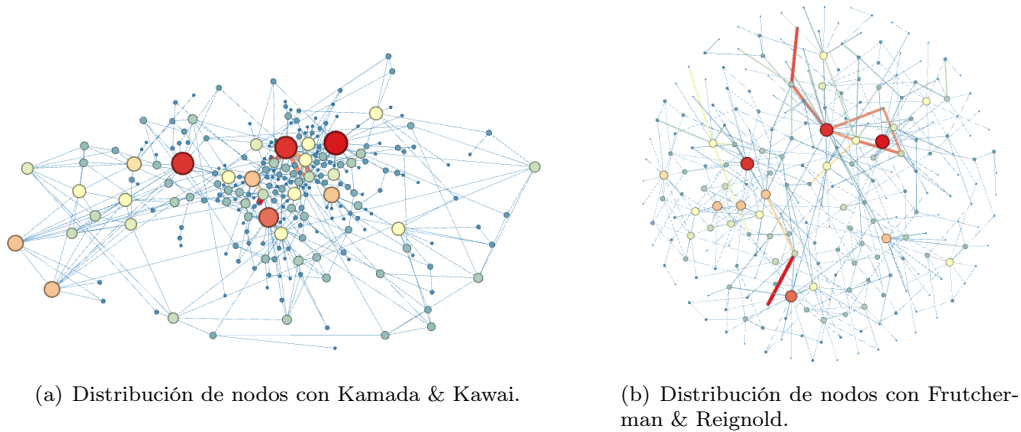 (a) Distribución de nodos con Kamada & Kawai.
(b) Distribución de nodos con Frutcher-
man & Reignold.